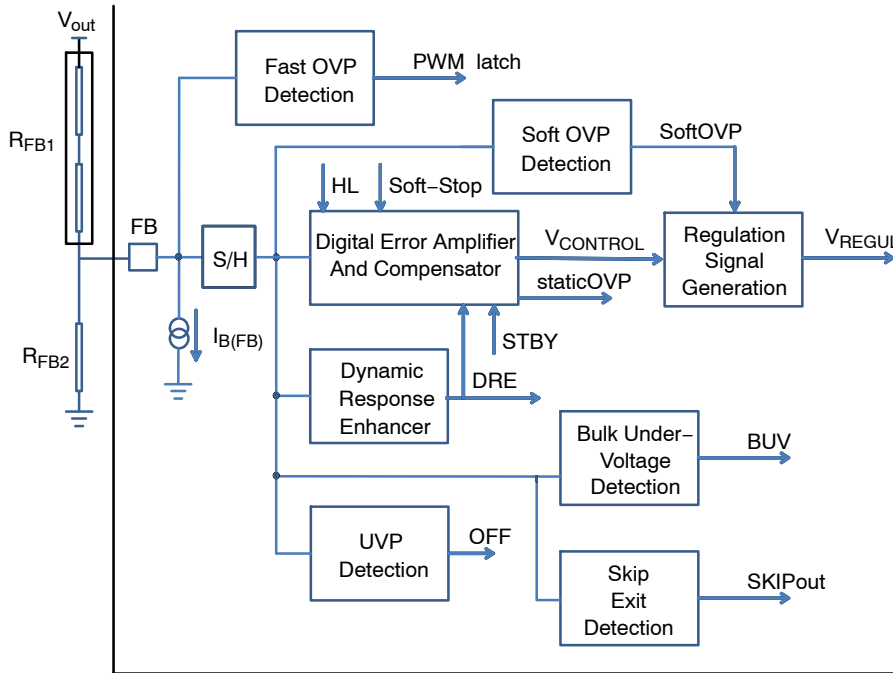 Vout
RFB1
RFB2
FB
S/H
IB(FB)
Fast OVP
Detection
PWM latch
Soft OVP
Detection
SoftOVP
HL
Soft−Stop
Digital Error Amplifier
And Compensator
VCONTROL
staticOVP
STBY
Regulation
Signal
Generation
VREGUL
Dynamic
Response
Enhancer
DRE
Bulk Under−
Voltage
Detection
BUV
UVP
Detection
OFF
Skip
Exit
Detection
SKIPout